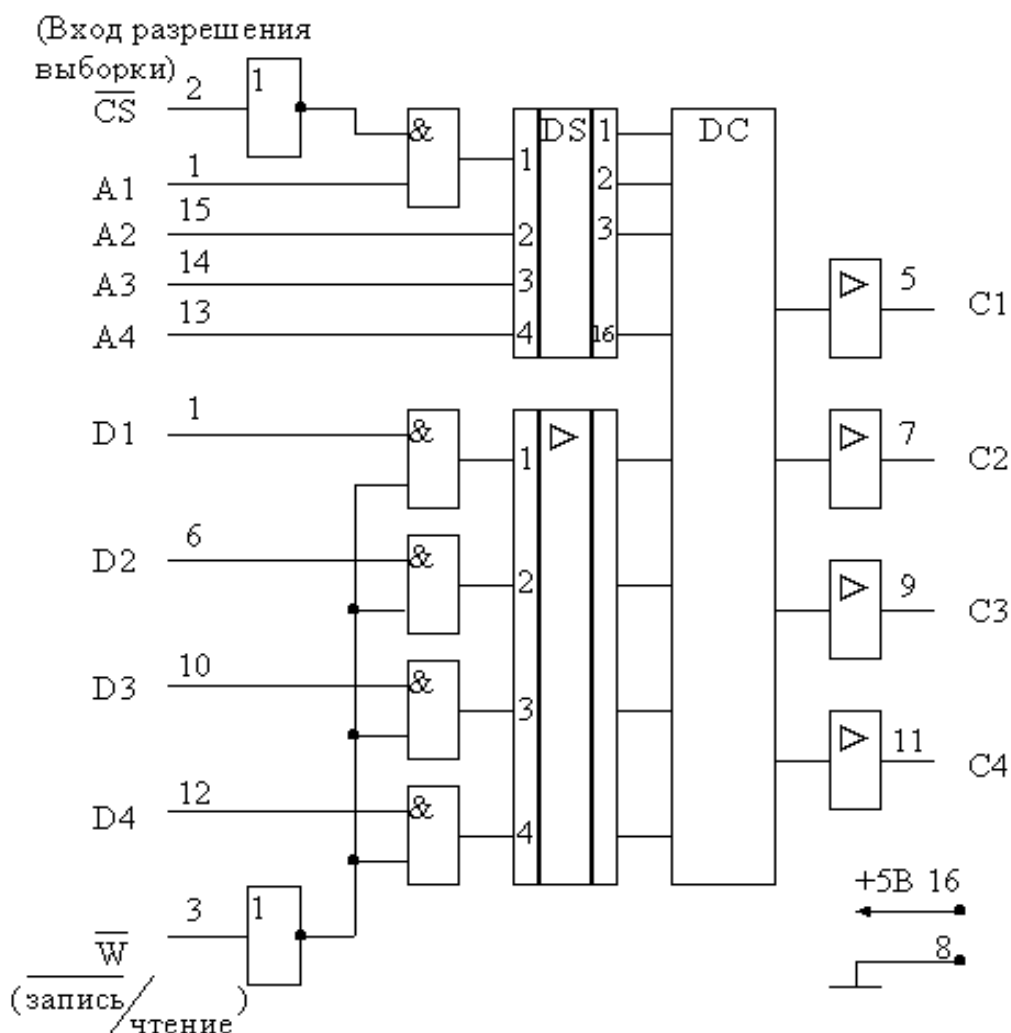 (Вход разрешения
выборки)
CS 2 1
A1 1 &
DS DC
1 1
2
A2 15 2 3
A3 14 3
A4 13 4 16
5 C1
D1 1 & 1
7 C2
D2 6 & 2
9 C3
D3 10 & 3
11 C4
D4 12 & 4
+5В 16
W 3 1
8
(запись/
чтение)